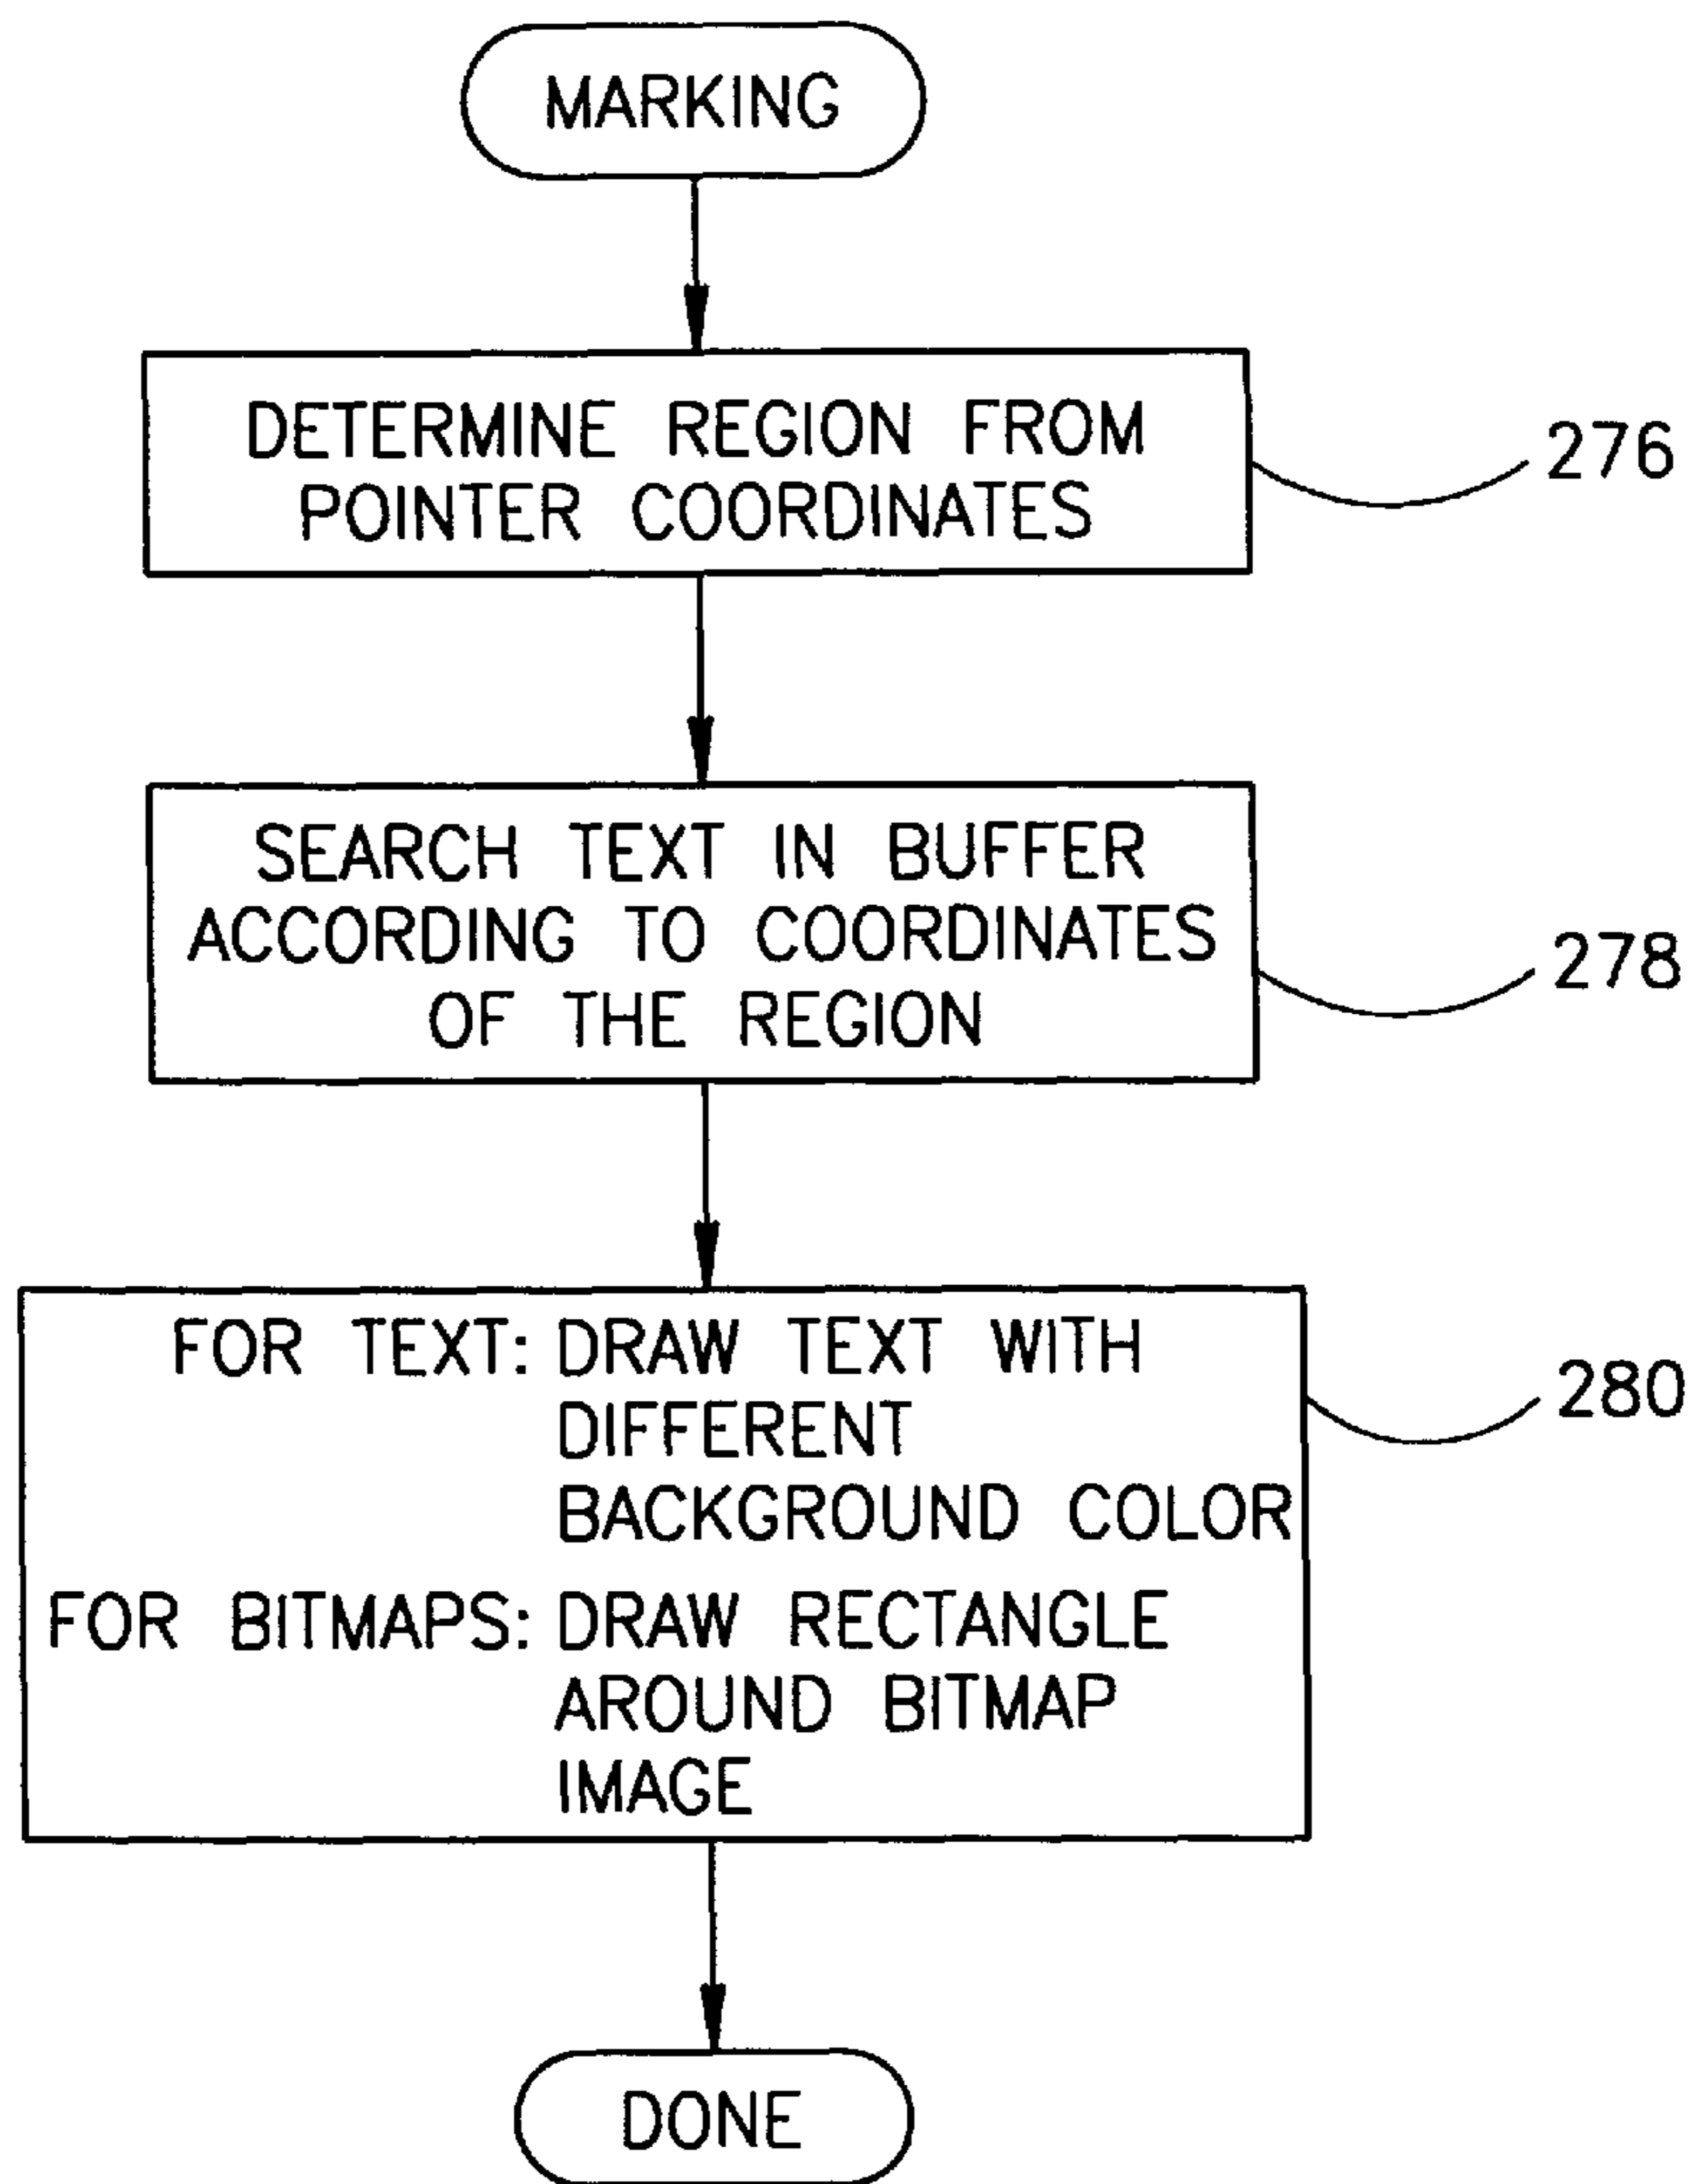 MARKING
DETERMINE REGION FROM
POINTER COORDINATES
276
SEARCH TEXT IN BUFFER
ACCORDING TO COORDINATES
OF THE REGION
278
FOR TEXT: DRAW TEXT WITH
DIFFERENT
BACKGROUND COLOR
280
FOR BITMAPS: DRAW RECTANGLE
AROUND BITMAP
IMAGE
DONE